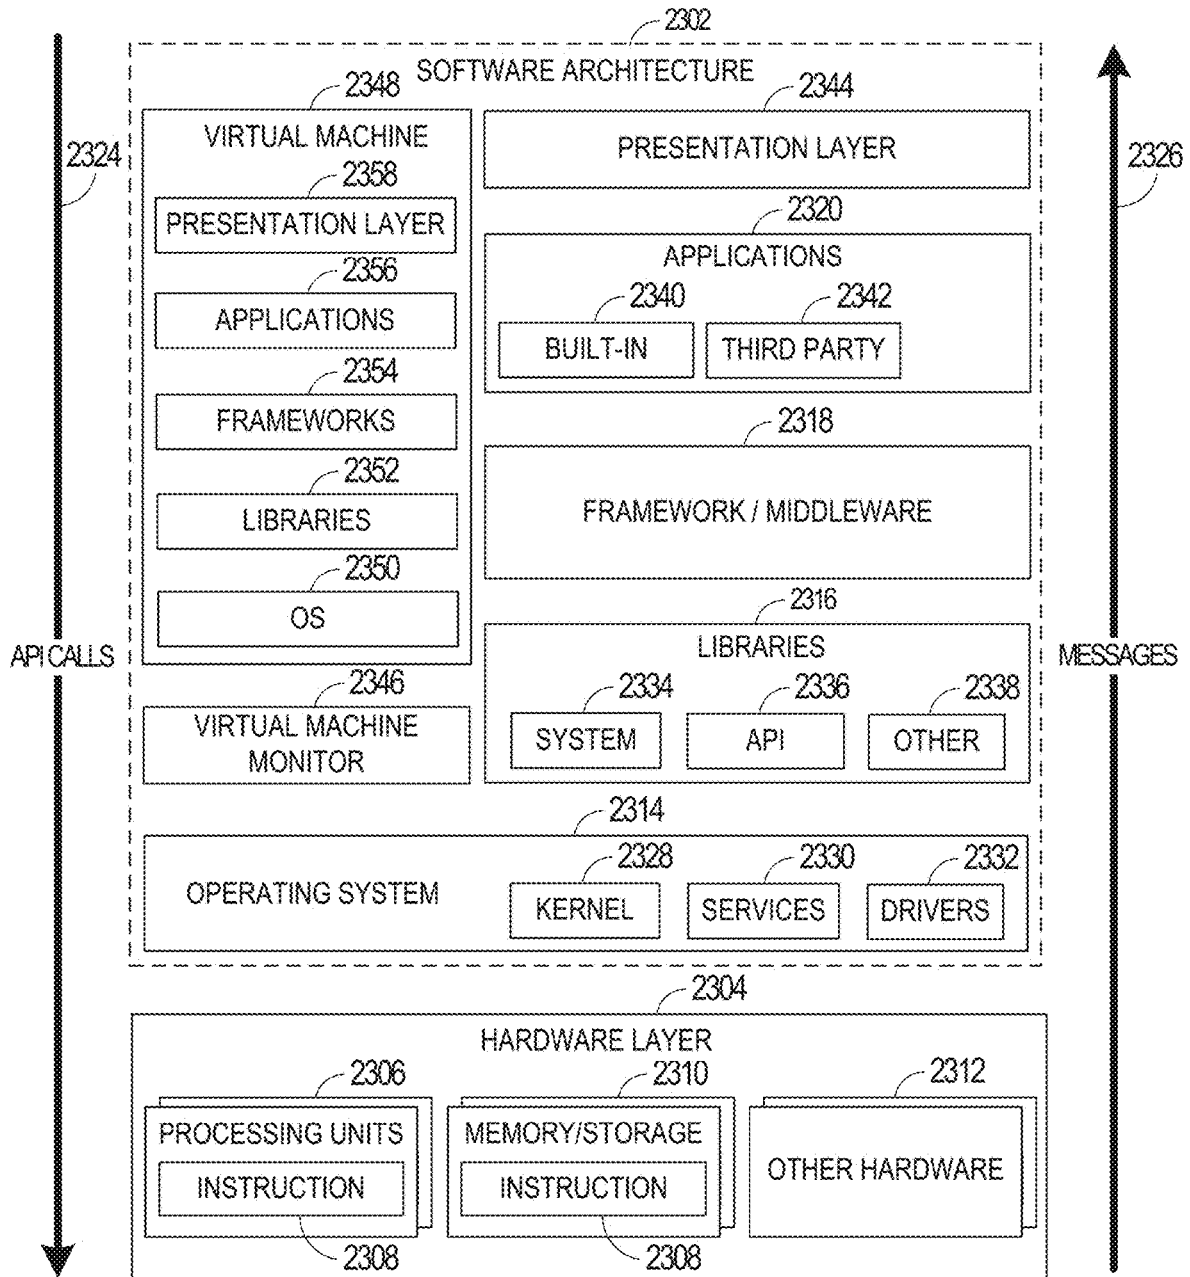 2302
SOFTWARE ARCHITECTURE
2348
VIRTUAL MACHINE
2358
PRESENTATION LAYER
2356
APPLICATIONS
2354
FRAMEWORKS
2352
LIBRARIES
2350
OS
2346
VIRTUAL MACHINE
MONITOR
2344
PRESENTATION LAYER
2320
APPLICATIONS
2340
BUILT-IN
2342
THIRD PARTY
2318
FRAMEWORK / MIDDLEWARE
2316
LIBRARIES
2334
SYSTEM
2336
API
2338
OTHER
2314
OPERATING SYSTEM
2328
KERNEL
2330
SERVICES
2332
DRIVERS
2304
HARDWARE LAYER
2306
PROCESSING UNITS
INSTRUCTION
2308
2310
MEMORY/STORAGE
INSTRUCTION
2308
2312
OTHER HARDWARE
2324
API CALLS
2326
MESSAGES